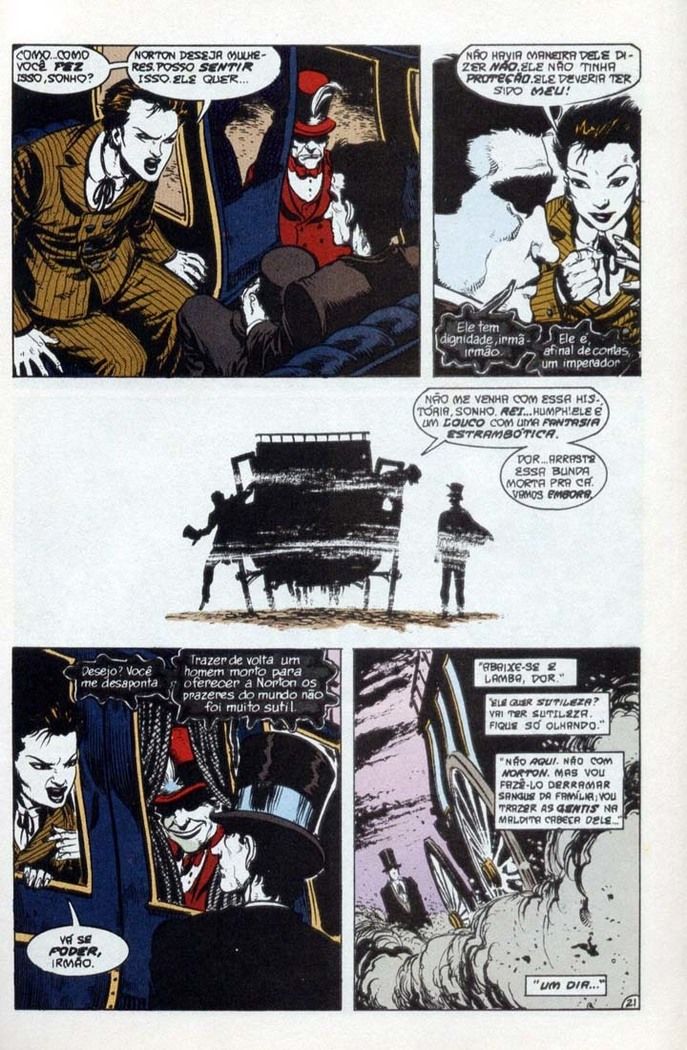 COMO...COMO
VOCÊ FEZ
ISSO, SONHO?
NORTON DESEJA MULHE-
RES. POSSO SENTIR
ISSO. ELE QUER...
NÃO HAVIA MANEIRA DELE DI-
ZER NÃO. ELE NÃO TINHA
PROTEÇÃO. ELE DEVERIA TER
SIDO MEU!
Ele tem
dignidade, irmã-
irmão.
Ele é,
afinal de contas,
um imperador
NÃO ME VENHA COM ESSA HIS-
TÓRIA, SONHO. REI...HUMPH! ELE É
UM LOUCO COM UMA FANTASIA
ESTRAMBÓTICA.
DOR...ARRASTE
ESSA BUNDA
MORTA PRA CÁ.
VAMOS EMBORA.
Desejo? Você
me desaponta.
Trazer de volta um
homem morto para
oferecer a Norton os
prazeres do mundo não
foi muito sutil.
VÁ SE
FODER,
IRMÃO.
"ABAIXE-SE E
LAMBA, DOR."
"ELE QUER SUTILEZA?
VAI TER SUTILEZA.
FIQUE SÓ OLHANDO."
"NÃO AQUI. NÃO COM
NORTON. MAS VOU
FAZÊ-LO DERRAMAR
SANGUE DA FAMÍLIA; VOU
TRAZER AS GENTIS NA
MALDITA CABEÇA DELE..."
"UM DIA..."
21